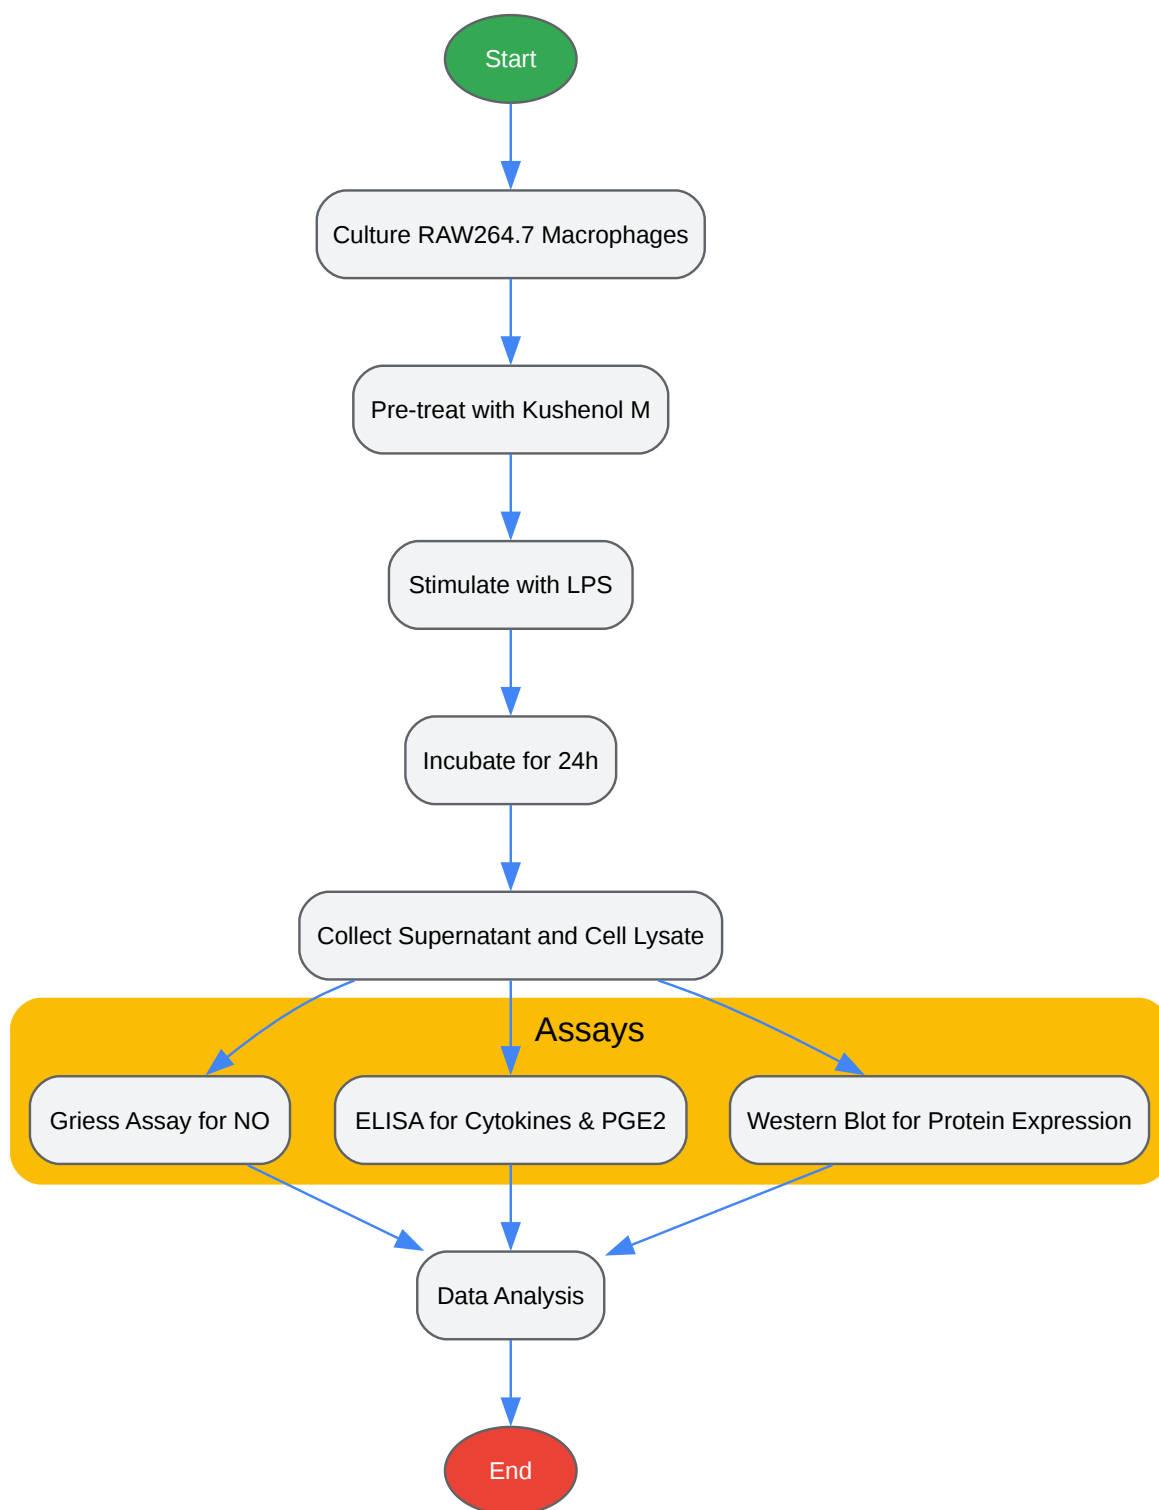 Start
Culture RAW264.7 Macrophages
Pre-treat with Kushenol M
Stimulate with LPS
Incubate for 24h
Collect Supernatant and Cell Lysate
Assays
Griess Assay for NO
ELISA for Cytokines & PGE2
Western Blot for Protein Expression
Data Analysis
End